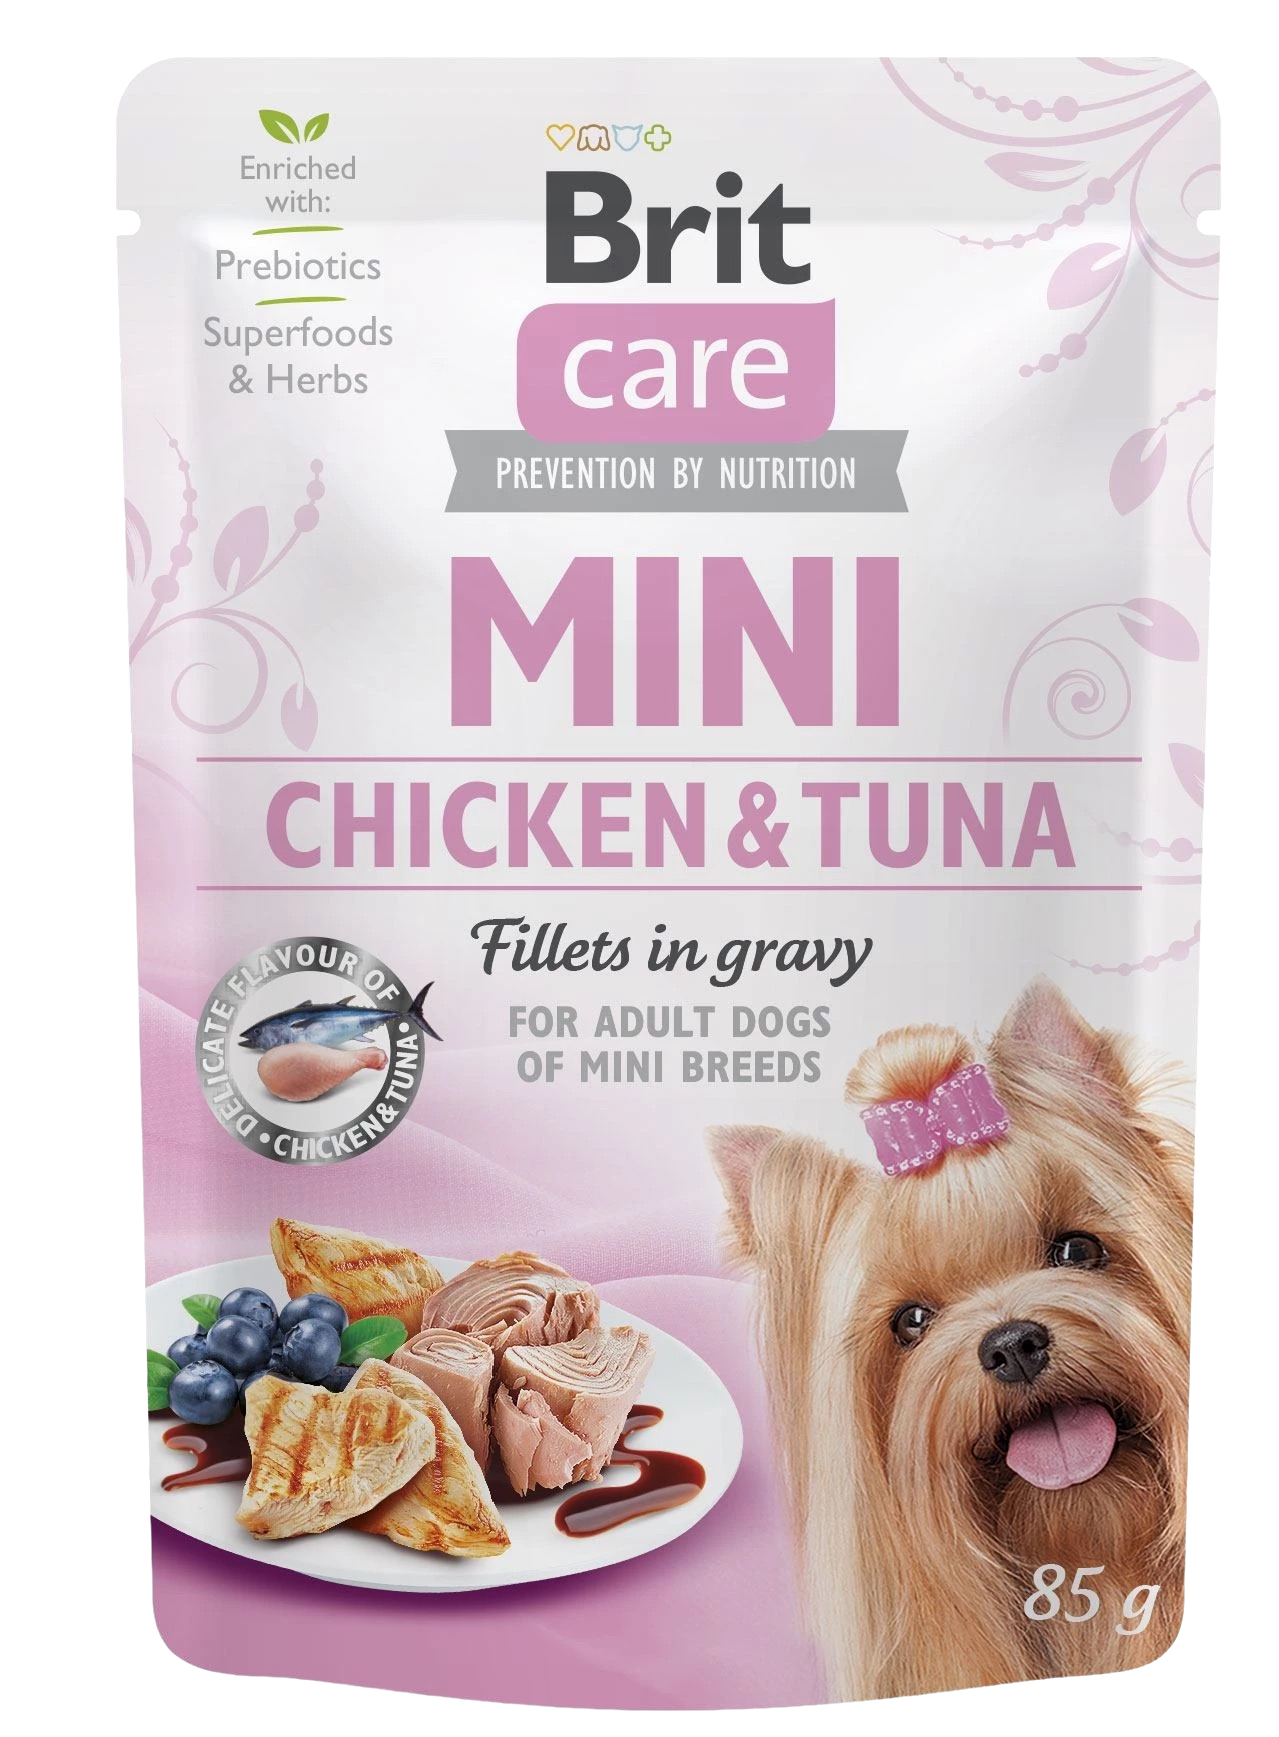 Enriched
with:
Prebiotics
Superfoods
& Herbs
Brit
care
PREVENTION BY NUTRITION
MINI
CHICKEN & TUNA
Fillets in gravy
FOR ADULT DOGS
OF MINI BREEDS
DELICATE FLAVOUR OF
• CHICKEN & TUNA •
85 g